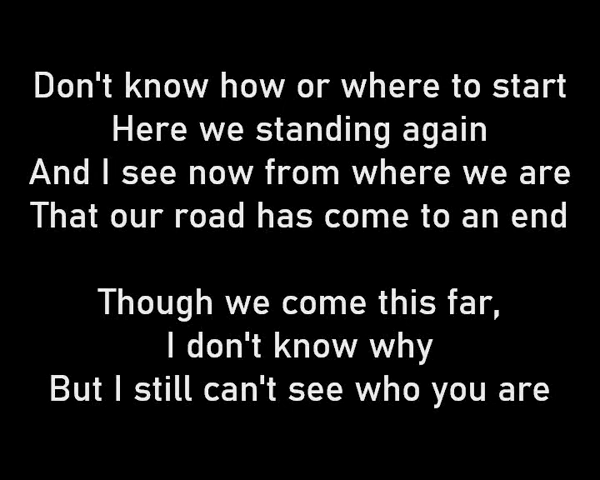 Don't know how or where to start
Here we standing again
And I see now from where we are
That our road has come to an end
Though we come this far,
I don't know why
But I still can't see who you are